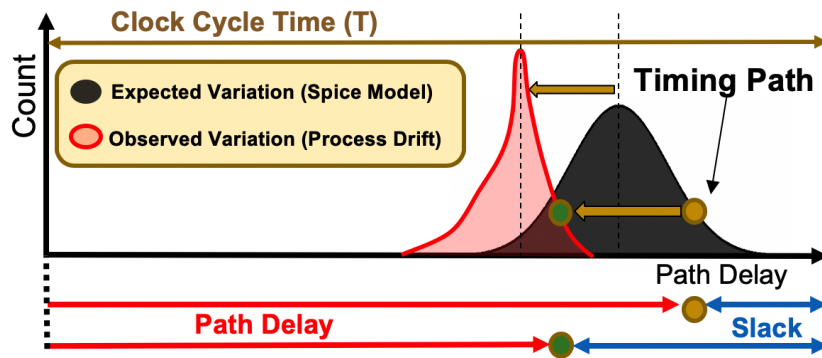 Clock Cycle Time (T)
Count
Expected Variation (Spice Model)
Observed Variation (Process Drift)
Timing Path
Path Delay
Path Delay
Slack